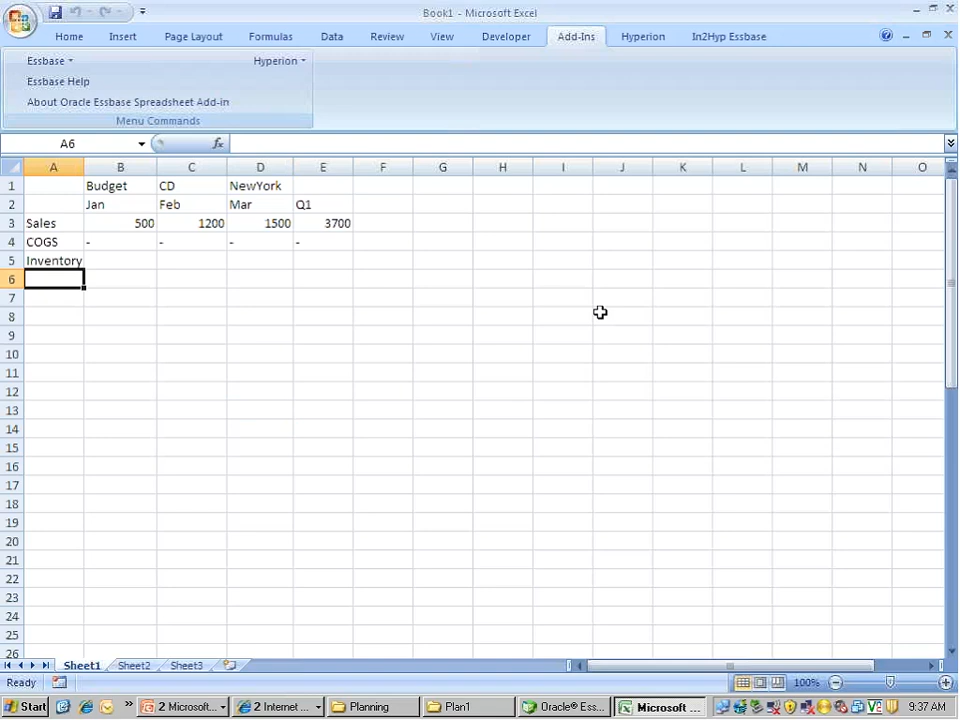 Book1 - Microsoft Excel
Home Insert Page Layout Formulas Data Review View Developer Add-Ins Hyperion In2Hyp Essbase
Essbase Hyperion
Essbase Help
About Oracle Essbase Spreadsheet Add-in
Menu Commands
A6 fx
A B C D E F G H I J K L M N O
1 Budget CD NewYork
2 Jan Feb Mar Q1
3 Sales 500 1200 1500 3700
4 COGS - - - -
5 Inventory
6
7
8
9
10
11
12
13
14
15
16
17
18
19
20
21
22
23
24
25
26
Sheet1 Sheet2 Sheet3
Ready 100%
Start » 2 Microsoft... 2 Internet ... Planning Plan1 Oracle® Ess... Microsoft ... 9:37 AM